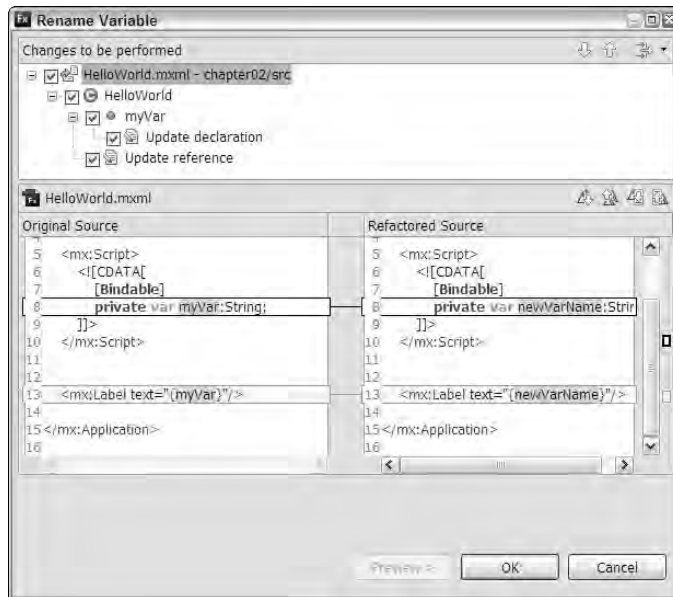 Fx Rename Variable
Changes to be performed
HelloWorld.mxml - chapter02/src
HelloWorld
myVar
Update declaration
Update reference
HelloWorld.mxml
Original Source
4
5 <mx:Script>
6 <![CDATA[
7 [Bindable]
8 private var myVar:String;
9 ]]>
10 </mx:Script>
11
12
13 <mx:Label text="{myVar}"/>
14
15 </mx:Application>
16
Refactored Source
4
5 <mx:Script>
6 <![CDATA[
7 [Bindable]
8 private var newVarName:Strin
9 ]]>
10 </mx:Script>
11
12
13 <mx:Label text="{newVarName}"/>
14
15 </mx:Application>
16
Preview >
OK
Cancel